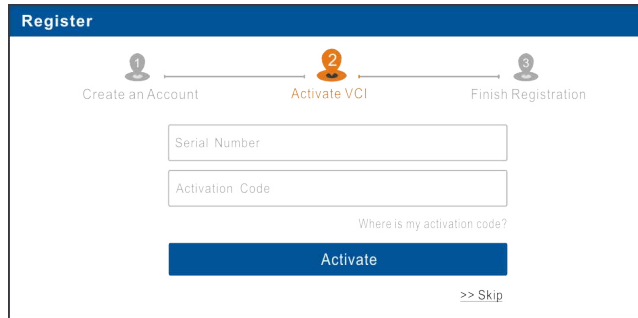 Register
1 2 3
Create an Account Activate VCI Finish Registration
Serial Number
Activation Code
Where is my activation code?
Activate
>> Skip